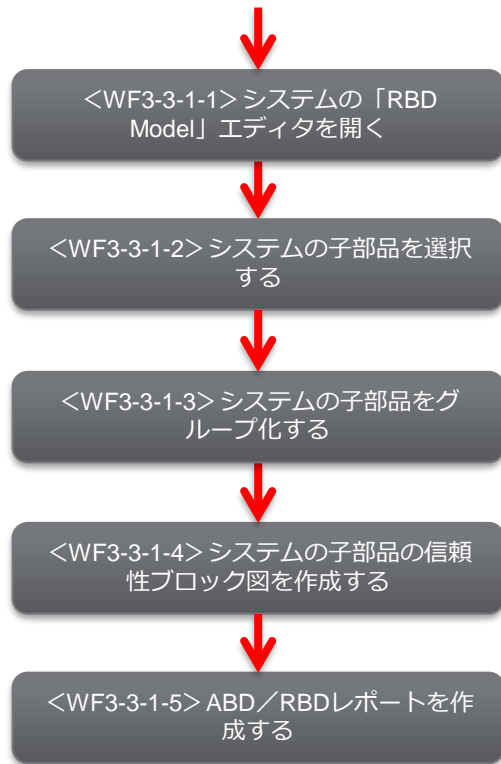 <WF3-3-1-1>システムの「RBD
Model」エディタを開く
<WF3-3-1-2>システムの子部品を選択
する
<WF3-3-1-3>システムの子部品をグ
ループ化する
<WF3-3-1-4>システムの子部品の信頼
性ブロック図を作成する
<WF3-3-1-5>ABD／RBDレポートを作
成する